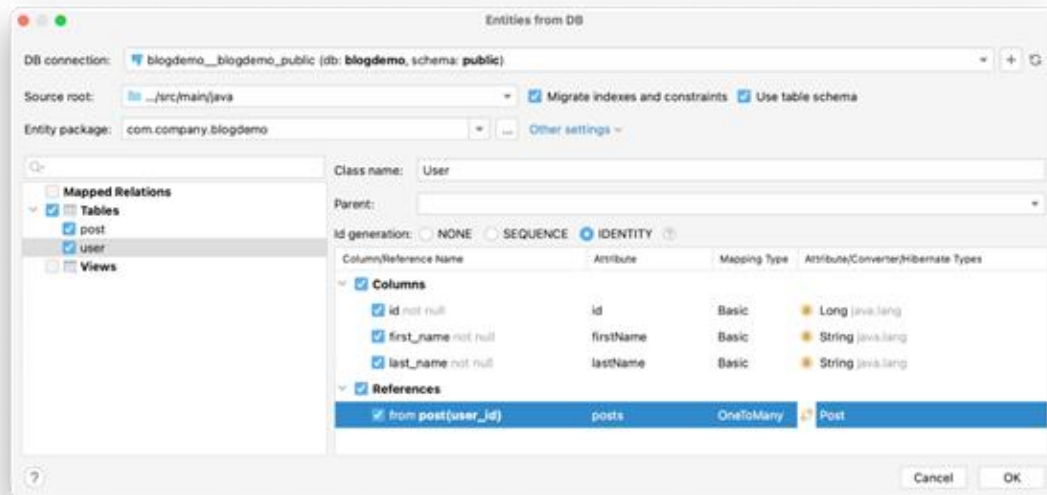 Entities from DB
DB connection: blogdemo__blogdemo_public (db: blogdemo, schema: public)
Source root: .../src/main/java Migrate indexes and constraints Use table schema
Entity package: com.company.blogdemo ... Other settings
Class name: User
Mapped Relations
Parent:
Tables
post
Id generation: NONE SEQUENCE IDENTITY ?
user
Column/Reference Name Attribute Mapping Type Attribute/Converter/Hibernate Types
Views
Columns
id not null id Basic Long java.lang
first_name not null firstName Basic String java.lang
last_name not null lastName Basic String java.lang
References
from post(user_id) posts OneToMany Post
? Cancel OK